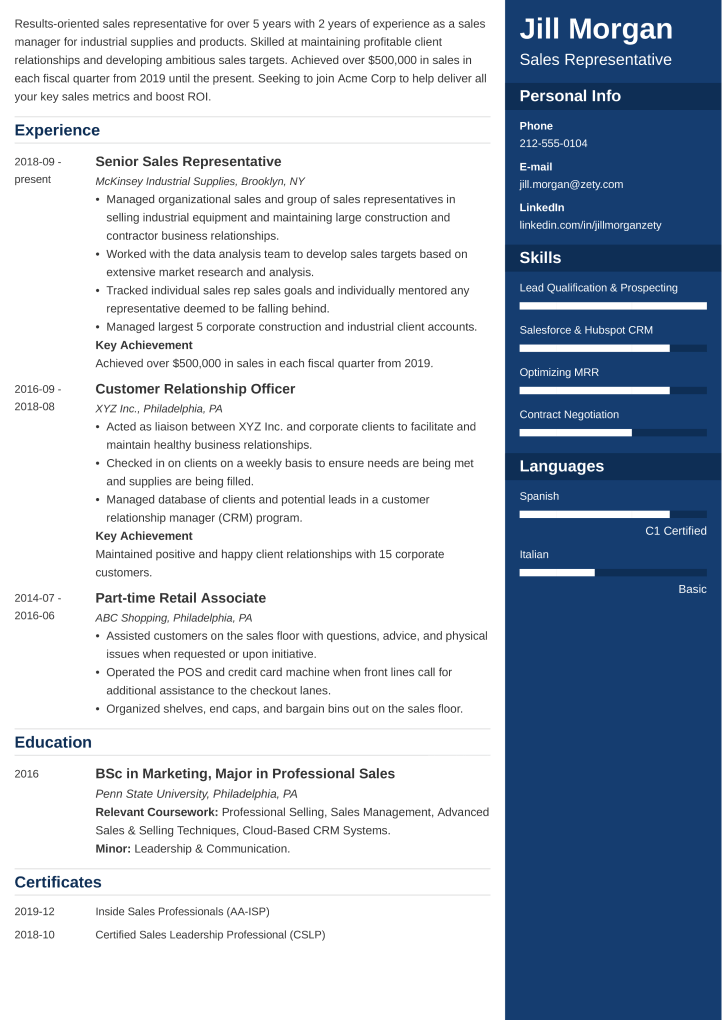 Results-oriented sales representative for over 5 years with 2 years of experience as a sales
manager for industrial supplies and products. Skilled at maintaining profitable client
relationships and developing ambitious sales targets. Achieved over $500,000 in sales in
each fiscal quarter from 2019 until the present. Seeking to join Acme Corp to help deliver all
your key sales metrics and boost ROI.
Experience
2018-09 -
present
Senior Sales Representative
McKinsey Industrial Supplies, Brooklyn, NY
• Managed organizational sales and group of sales representatives in
selling industrial equipment and maintaining large construction and
contractor business relationships.
• Worked with the data analysis team to develop sales targets based on
extensive market research and analysis.
• Tracked individual sales rep sales goals and individually mentored any
representative deemed to be falling behind.
• Managed largest 5 corporate construction and industrial client accounts.
Key Achievement
Achieved over $500,000 in sales in each fiscal quarter from 2019.
2016-09 -
2018-08
Customer Relationship Officer
XYZ Inc., Philadelphia, PA
• Acted as liaison between XYZ Inc. and corporate clients to facilitate and
maintain healthy business relationships.
• Checked in on clients on a weekly basis to ensure needs are being met
and supplies are being filled.
• Managed database of clients and potential leads in a customer
relationship manager (CRM) program.
Key Achievement
Maintained positive and happy client relationships with 15 corporate
customers.
2014-07 -
2016-06
Part-time Retail Associate
ABC Shopping, Philadelphia, PA
• Assisted customers on the sales floor with questions, advice, and physical
issues when requested or upon initiative.
• Operated the POS and credit card machine when front lines call for
additional assistance to the checkout lanes.
• Organized shelves, end caps, and bargain bins out on the sales floor.
Education
2016
BSc in Marketing, Major in Professional Sales
Penn State University, Philadelphia, PA
Relevant Coursework: Professional Selling, Sales Management, Advanced
Sales & Selling Techniques, Cloud-Based CRM Systems.
Minor: Leadership & Communication.
Certificates
2019-12 Inside Sales Professionals (AA-ISP)
2018-10 Certified Sales Leadership Professional (CSLP)
Jill Morgan
Sales Representative
Personal Info
Phone
212-555-0104
E-mail
jill.morgan@zety.com
LinkedIn
linkedin.com/in/jillmorganzety
Skills
Lead Qualification & Prospecting
Salesforce & Hubspot CRM
Optimizing MRR
Contract Negotiation
Languages
Spanish
C1 Certified
Italian
Basic